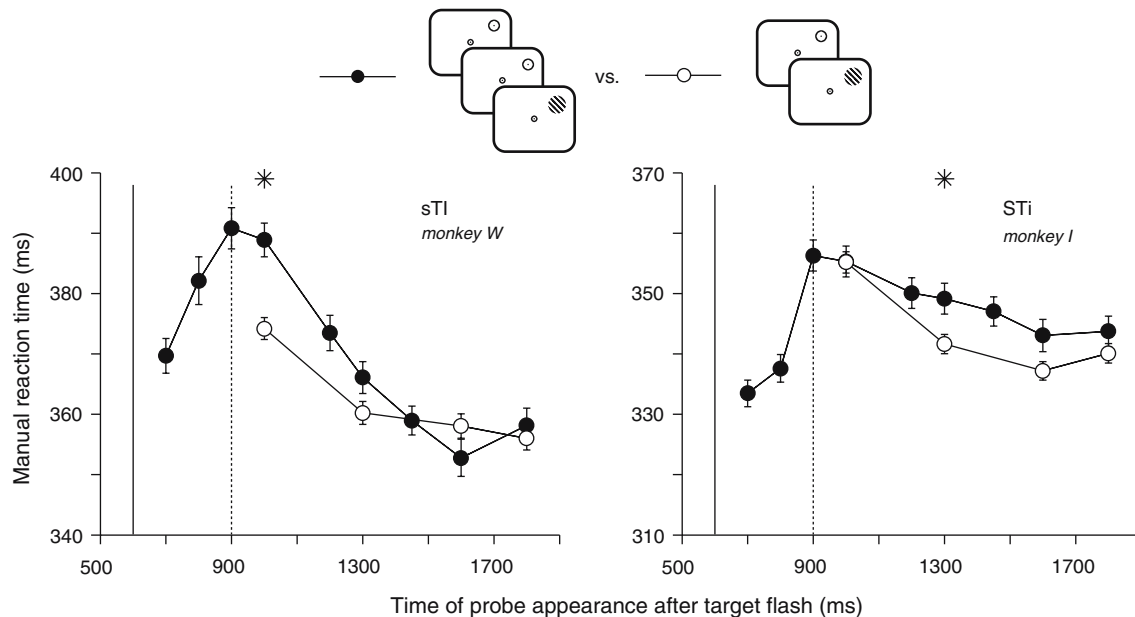 vs.
400
380
360
340
500
900
1300
1700
sTI
monkey W
370
350
330
310
500
900
1300
1700
STi
monkey I
Manual reaction time (ms)
Time of probe appearance after target flash (ms)